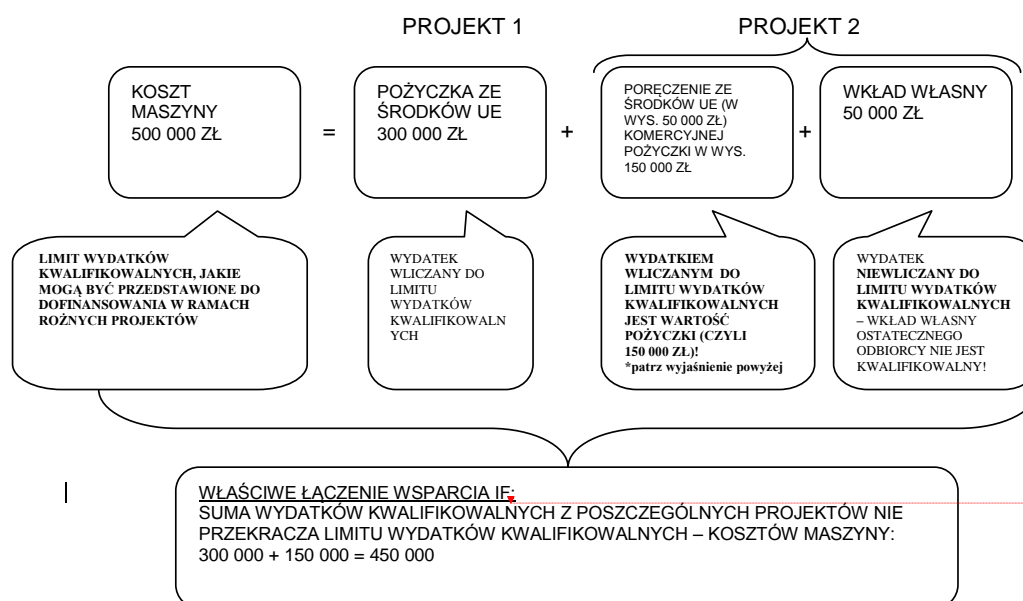 PROJEKT 1
PROJEKT 2
KOSZT
MASZYNY
500 000 ZŁ
=
POŻYCZKA ZE
ŚRODKÓW UE
300 000 ZŁ
+
PORĘCZENIE ZE
ŚRODKÓW UE (W
WYS. 50 000 ZŁ)
KOMERCYJNEJ
POŻYCZKI W WYS.
150 000 ZŁ
+
WKŁAD WŁASNY
50 000 ZŁ
LIMIT WYDATKÓW
KWALIFIKOWALNYCH, JAKIE
MOGĄ BYĆ PRZEDSTAWIONE DO
DOFINANSOWANIA W RAMACH
ROŻNYCH PROJEKTÓW
WYDATEK
WLICZANY DO
LIMITU
WYDATKÓW
KWALIFIKOWALN
YCH
WYDATKIEM
WLICZANYM DO
LIMITU WYDATKÓW
KWALIFIKOWALNYCH
JEST WARTOŚĆ
POŻYCZKI (CZYLI
150 000 ZŁ)!
*patrz wyjaśnienie powyżej
WYDATEK
NIEWLICZANY DO
LIMITU WYDATKÓW
KWALIFIKOWALNYCH
– WKŁAD WŁASNY
OSTATECZNEGO
ODBIORCY NIE JEST
KWALIFIKOWALNY!
WŁAŚCIWE ŁĄCZENIE WSPARCIA IF:
SUMA WYDATKÓW KWALIFIKOWALNYCH Z POSZCZEGÓLNYCH PROJEKTÓW NIE
PRZEKRACZA LIMITU WYDATKÓW KWALIFIKOWALNYCH – KOSZTÓW MASZYNY:
300 000 + 150 000 = 450 000